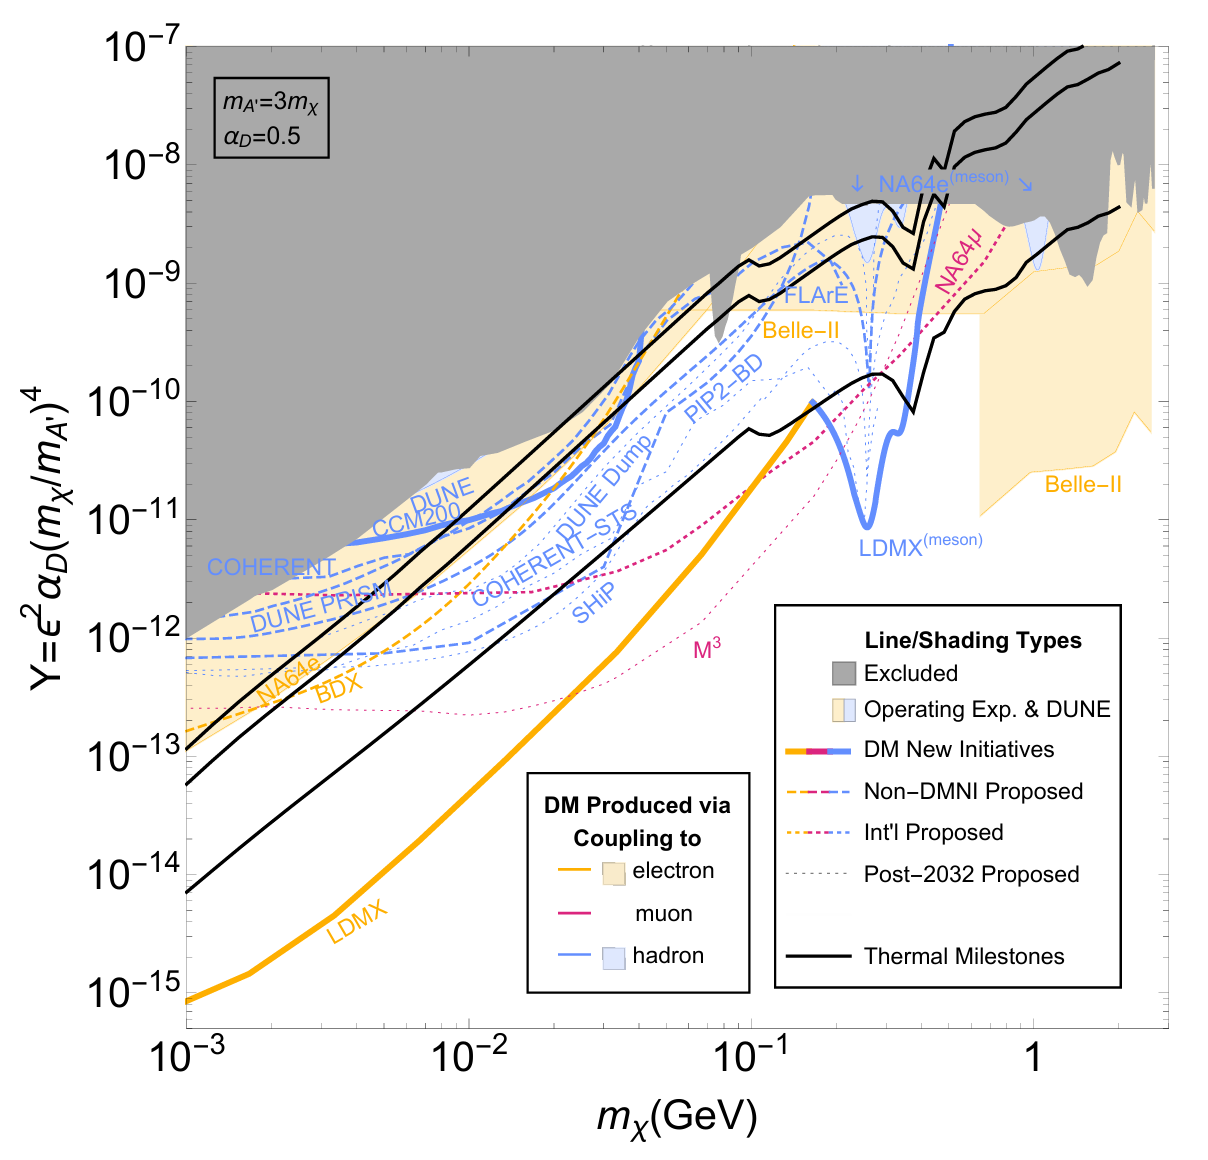 10⁻⁷
10⁻⁸
10⁻⁹
10⁻¹⁰
10⁻¹¹
10⁻¹²
10⁻¹³
10⁻¹⁴
10⁻¹⁵
Y=ϵ² α_D(m_χ/m_A')⁴
m_A'=3m_χ
α_D=0.5
↓ NA64e(meson) ↘
NA64μ
FLArE
Belle−II
PIP2−BD
DUNE
CCM200
DUNE Dump
Belle−II
COHERENT
COHERENT−STS
LDMX(meson)
DUNE PRISM
SHiP
M³
NA64e
BDX
LDMX
Line/Shading Types
Excluded
Operating Exp. & DUNE
DM New Initiatives
Non−DMNI Proposed
Int'l Proposed
Post−2032 Proposed
Thermal Milestones
DM Produced via
Coupling to
electron
muon
hadron
10⁻³ 10⁻² 10⁻¹ 1
m_χ(GeV)